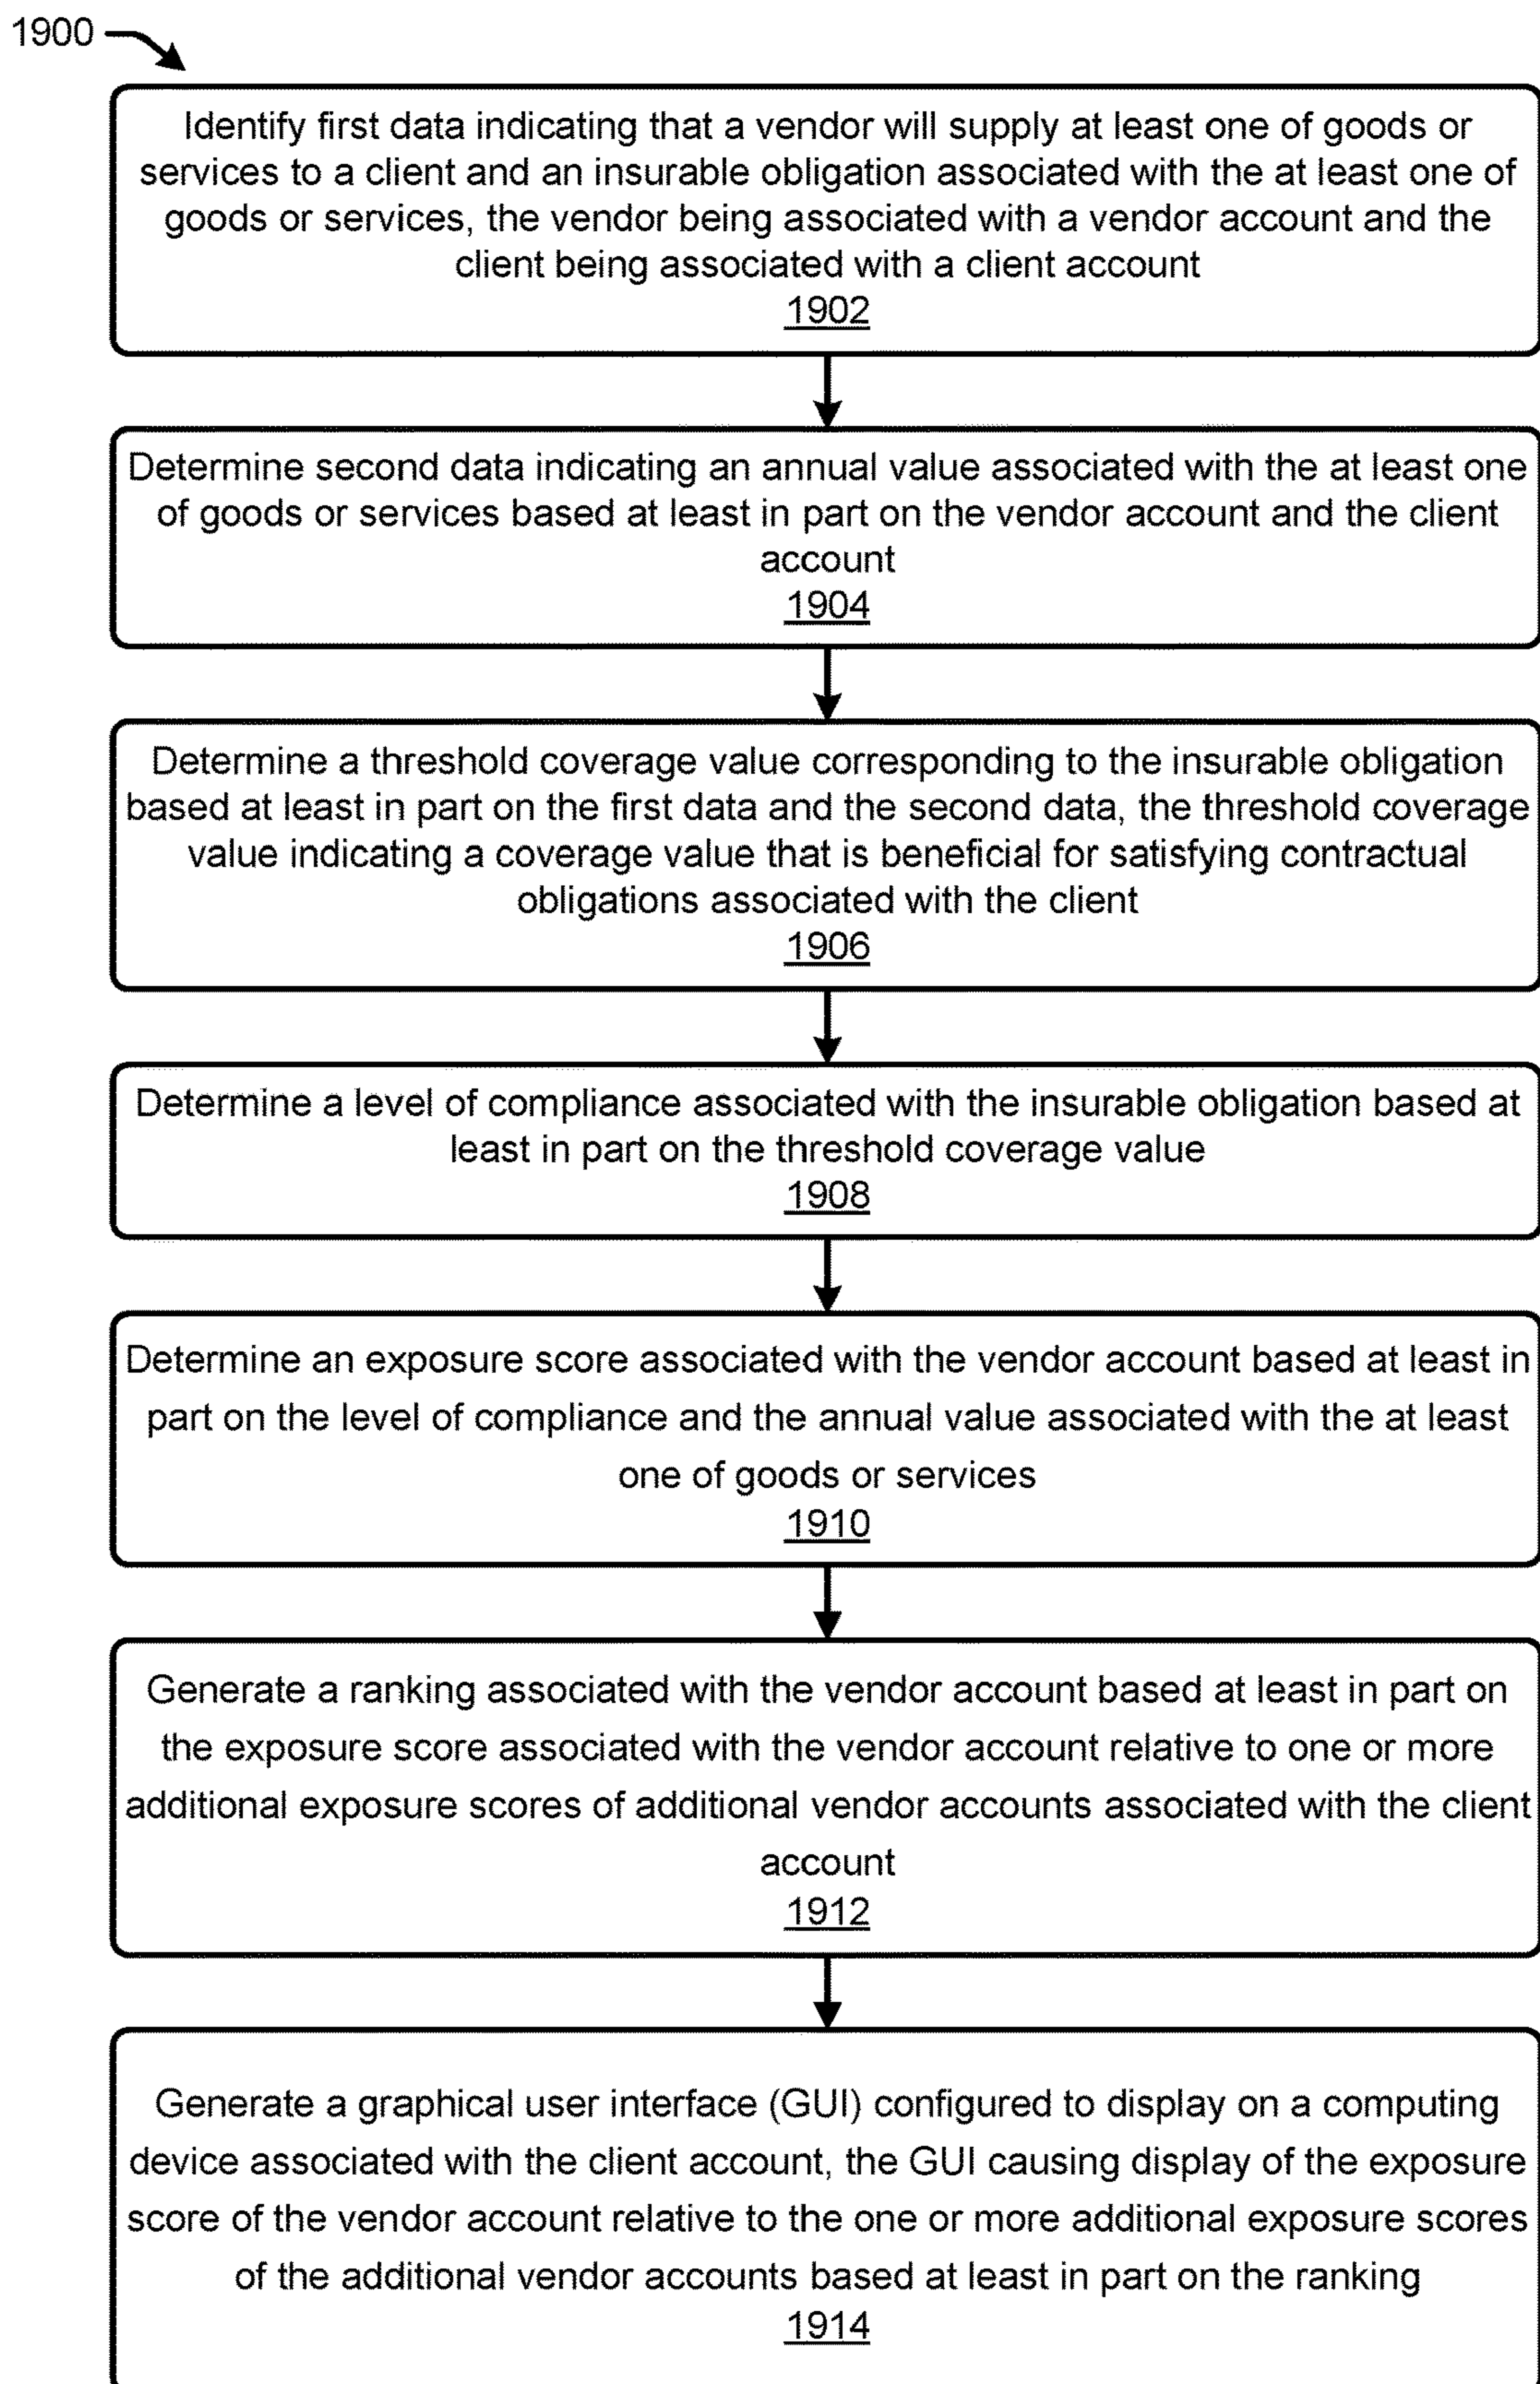 1900
Identify first data indicating that a vendor will supply at least one of goods or
services to a client and an insurable obligation associated with the at least one of
goods or services, the vendor being associated with a vendor account and the
client being associated with a client account
1902
Determine second data indicating an annual value associated with the at least one
of goods or services based at least in part on the vendor account and the client
account
1904
Determine a threshold coverage value corresponding to the insurable obligation
based at least in part on the first data and the second data, the threshold coverage
value indicating a coverage value that is beneficial for satisfying contractual
obligations associated with the client
1906
Determine a level of compliance associated with the insurable obligation based at
least in part on the threshold coverage value
1908
Determine an exposure score associated with the vendor account based at least in
part on the level of compliance and the annual value associated with the at least
one of goods or services
1910
Generate a ranking associated with the vendor account based at least in part on
the exposure score associated with the vendor account relative to one or more
additional exposure scores of additional vendor accounts associated with the client
account
1912
Generate a graphical user interface (GUI) configured to display on a computing
device associated with the client account, the GUI causing display of the exposure
score of the vendor account relative to the one or more additional exposure scores
of the additional vendor accounts based at least in part on the ranking
1914